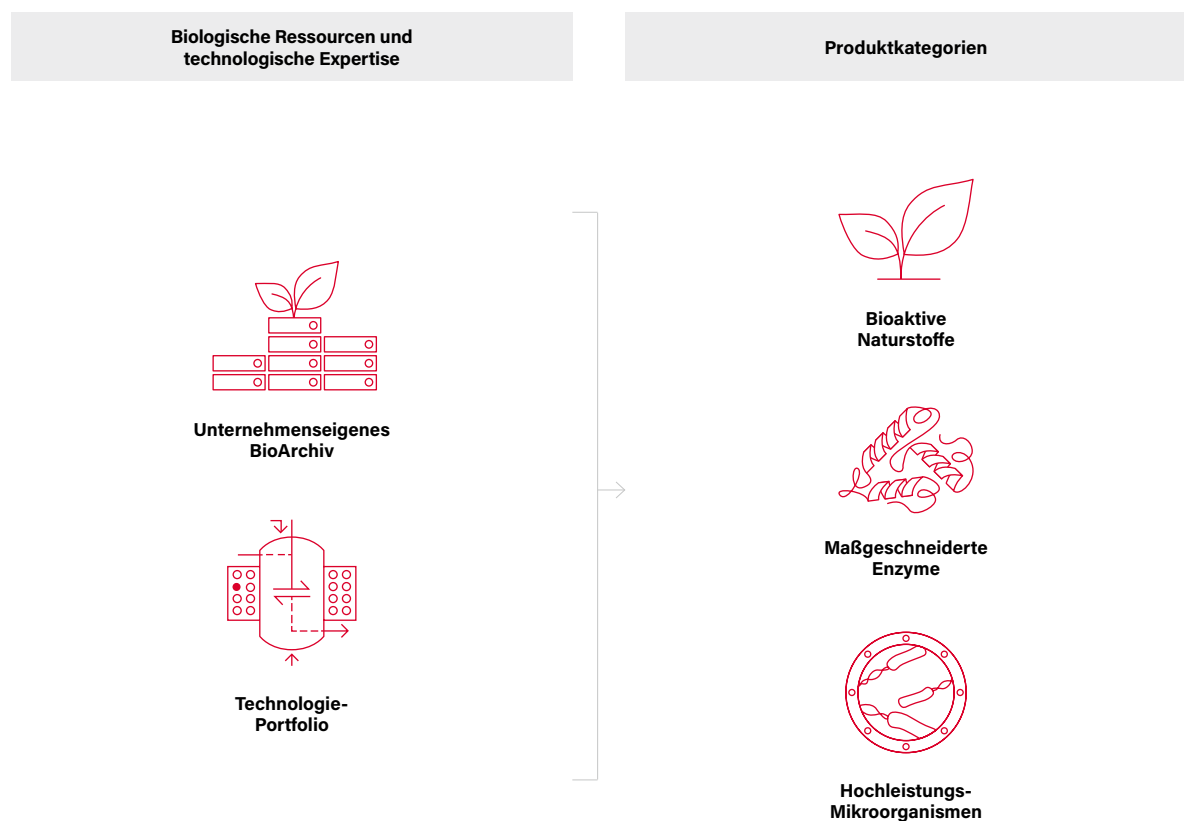 Biologische Ressourcen und
technologische Expertise
Unternehmenseigenes
BioArchiv
Technologie-
Portfolio
Produktkategorien
Bioaktive
Naturstoffe
Maßgeschneiderte
Enzyme
Hochleistungs-
Mikroorganismen